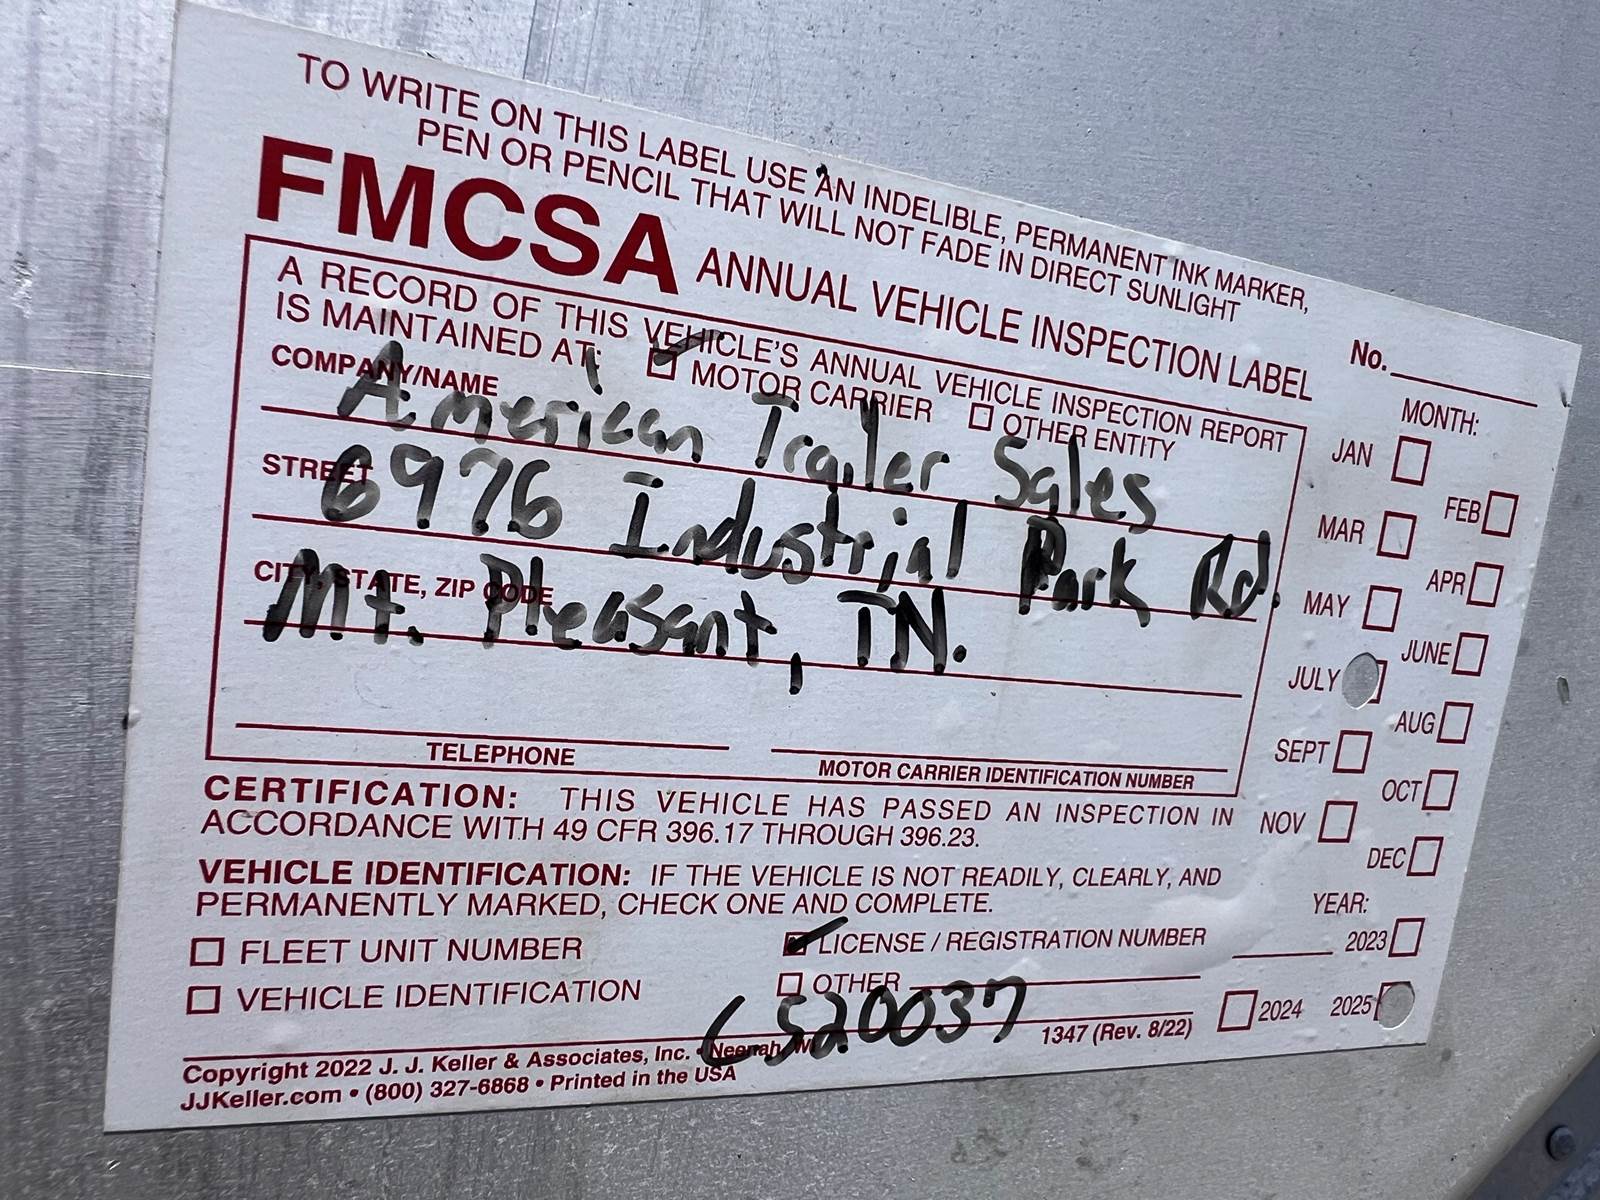 TO WRITE ON THIS LABEL USE AN INDELIBLE, PERMANENT INK MARKER,
PEN OR PENCIL THAT WILL NOT FADE IN DIRECT SUNLIGHT
FMCSA ANNUAL VEHICLE INSPECTION LABEL
A RECORD OF THIS VEHICLE'S ANNUAL VEHICLE INSPECTION REPORT
IS MAINTAINED AT: MOTOR CARRIER OTHER ENTITY
COMPANY/NAME
American Trailer Sales
STREET
6976 Industrial Park Rd.
CITY, STATE, ZIP CODE
Mt. Pleasant, TN.
TELEPHONE
MOTOR CARRIER IDENTIFICATION NUMBER
No.
MONTH:
JAN
FEB
MAR
APR
MAY
JUNE
JULY
AUG
SEPT
OCT
NOV
DEC
YEAR:
2023
2024 2025
CERTIFICATION: THIS VEHICLE HAS PASSED AN INSPECTION IN
ACCORDANCE WITH 49 CFR 396.17 THROUGH 396.23.
VEHICLE IDENTIFICATION: IF THE VEHICLE IS NOT READILY, CLEARLY, AND
PERMANENTLY MARKED, CHECK ONE AND COMPLETE.
FLEET UNIT NUMBER LICENSE / REGISTRATION NUMBER
VEHICLE IDENTIFICATION OTHER
LS20037
Copyright 2022 J. J. Keller & Associates, Inc. • Neenah, WI
JJKeller.com • (800) 327-6868 • Printed in the USA
1347 (Rev. 8/22)